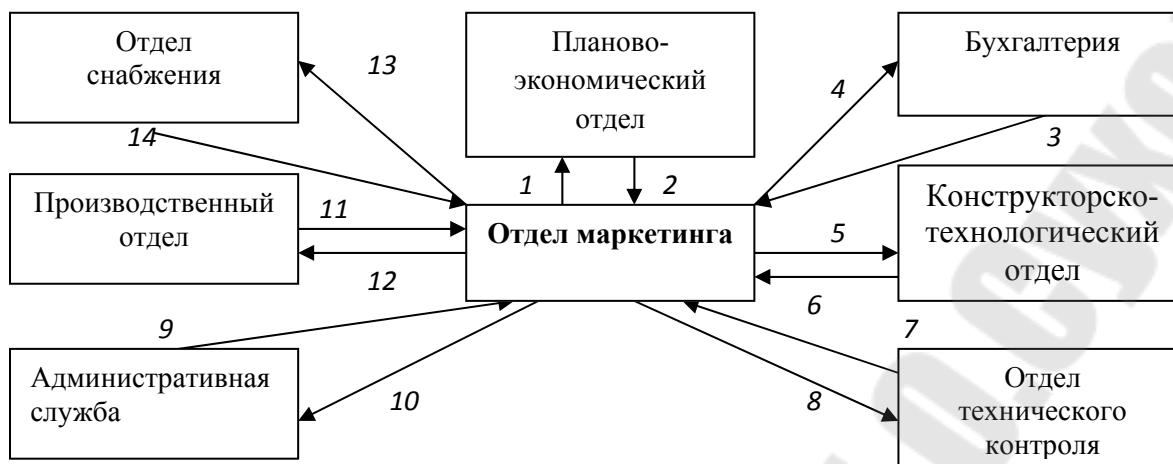 Отдел
снабжения
13
Планово-
экономический
отдел
4
Бухгалтерия
14
3
1
2
Производственный
отдел
11
Отдел маркетинга
5
Конструкторско-
технологический
отдел
12
6
9
7
Административная
служба
10
8
Отдел
технического
контроля